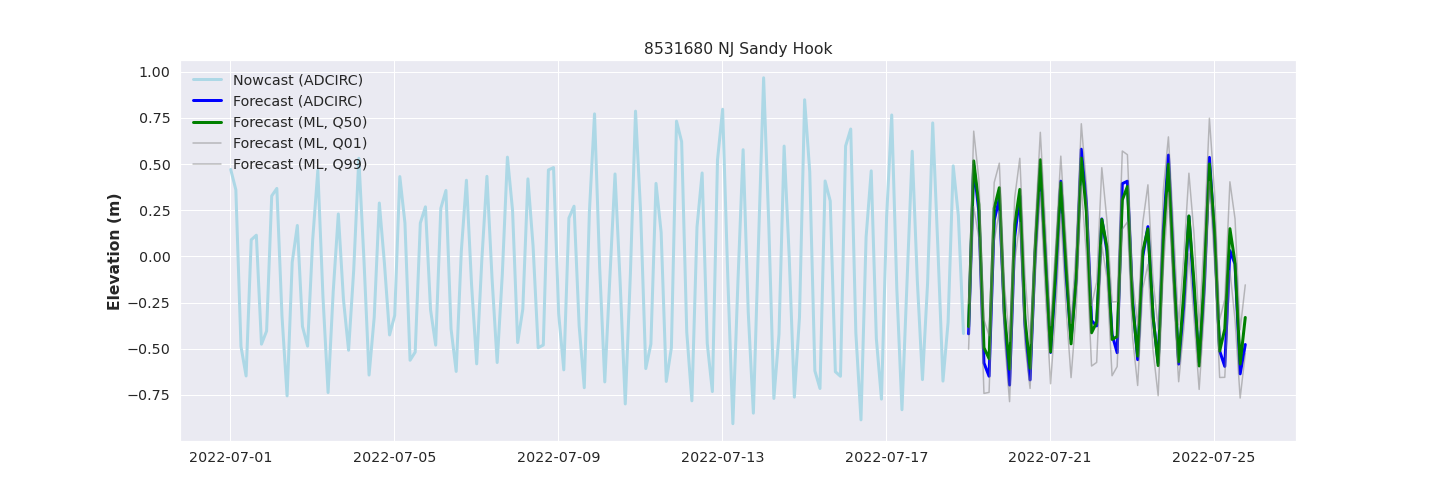 8531680 NJ Sandy Hook
Nowcast (ADCIRC)
Forecast (ADCIRC)
Forecast (ML, Q50)
Forecast (ML, Q01)
Forecast (ML, Q99)
Elevation (m)
1.00
0.75
0.50
0.25
0.00
−0.25
−0.50
−0.75
2022-07-01
2022-07-05
2022-07-09
2022-07-13
2022-07-17
2022-07-21
2022-07-25